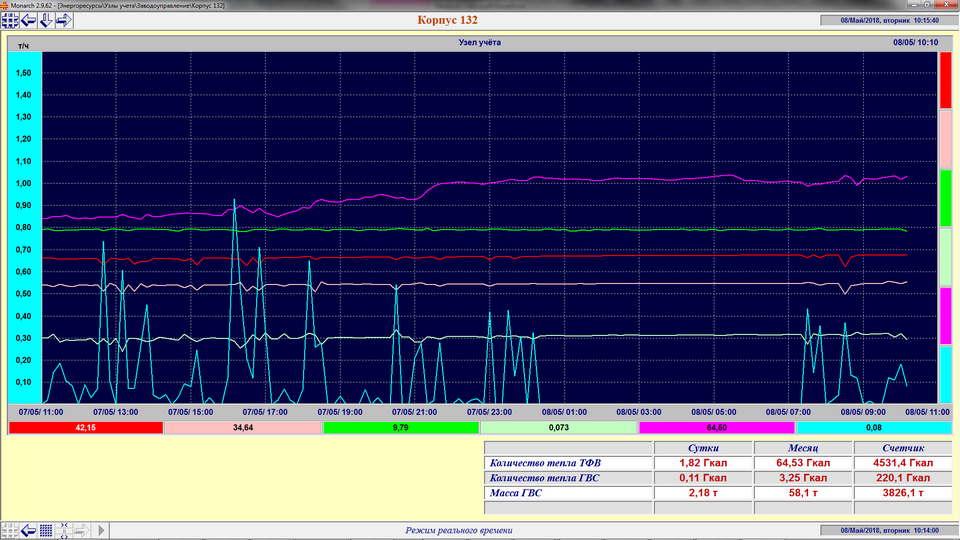 Monarch 2.9.62 - [Энергоресурсы\Узлы учета\Заводоуправление\Корпус 132]
Корпус 132
08/Май/2018, вторник 10:15:40
т/ч
Узел учёта
08/05/ 10:10
1,50
1,40
1,30
1,20
1,10
1,00
0,90
0,80
0,70
0,60
0,50
0,40
0,30
0,20
0,10
07/05/ 11:00 07/05/ 13:00 07/05/ 15:00 07/05/ 17:00 07/05/ 19:00 07/05/ 21:00 07/05/ 23:00 08/05/ 01:00 08/05/ 03:00 08/05/ 05:00 08/05/ 07:00 08/05/ 09:00 08/05/ 11:00
42,15 34,64 9,79 0,073 64,50 0,08
Сутки Месяц Счетчик
Количество тепла ТФВ 1,82 Гкал 64,53 Гкал 4531,4 Гкал
Количество тепла ГВС 0,11 Гкал 3,25 Гкал 220,1 Гкал
Масса ГВС 2,18 т 58,1 т 3826,1 т
Режим реального времени
08/Май/2018, вторник 10:14:00